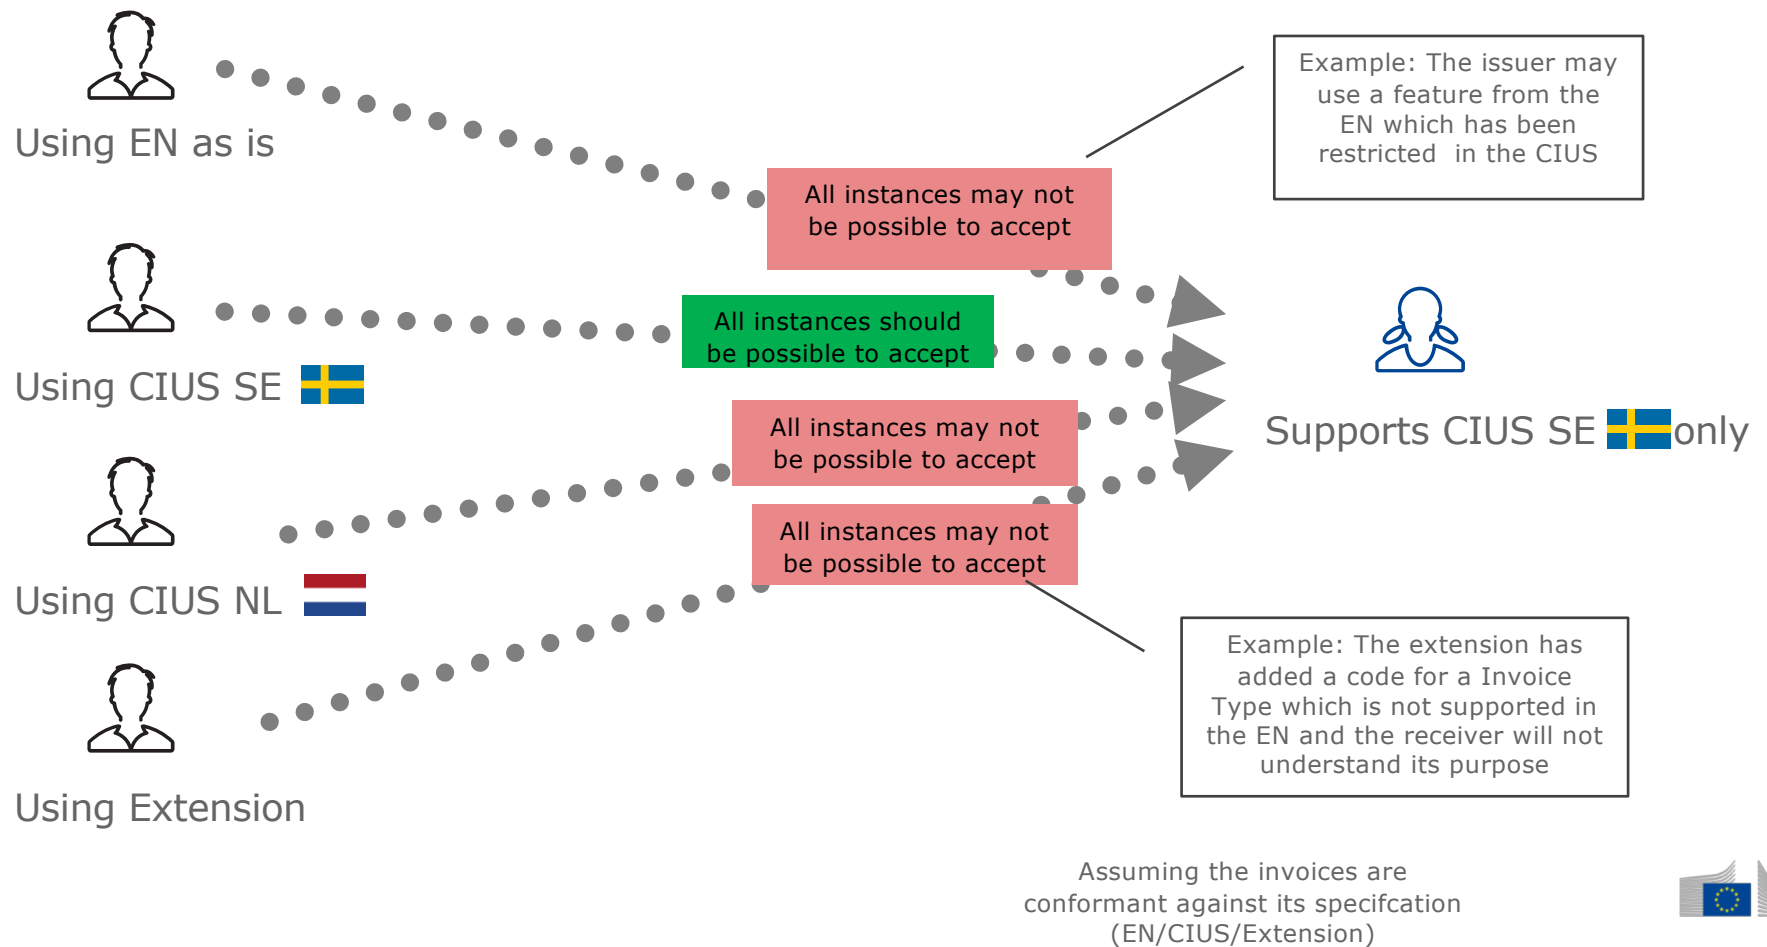 Using EN as is
Example: The issuer may
use a feature from the
EN which has been
restricted in the CIUS
All instances may not
be possible to accept
Using CIUS SE
All instances should
be possible to accept
Supports CIUS SE only
Using CIUS NL
All instances may not
be possible to accept
Using Extension
All instances may not
be possible to accept
Example: The extension has
added a code for a Invoice
Type which is not supported in
the EN and the receiver will not
understand its purpose
Assuming the invoices are
conformant against its specifcation
(EN/CIUS/Extension)